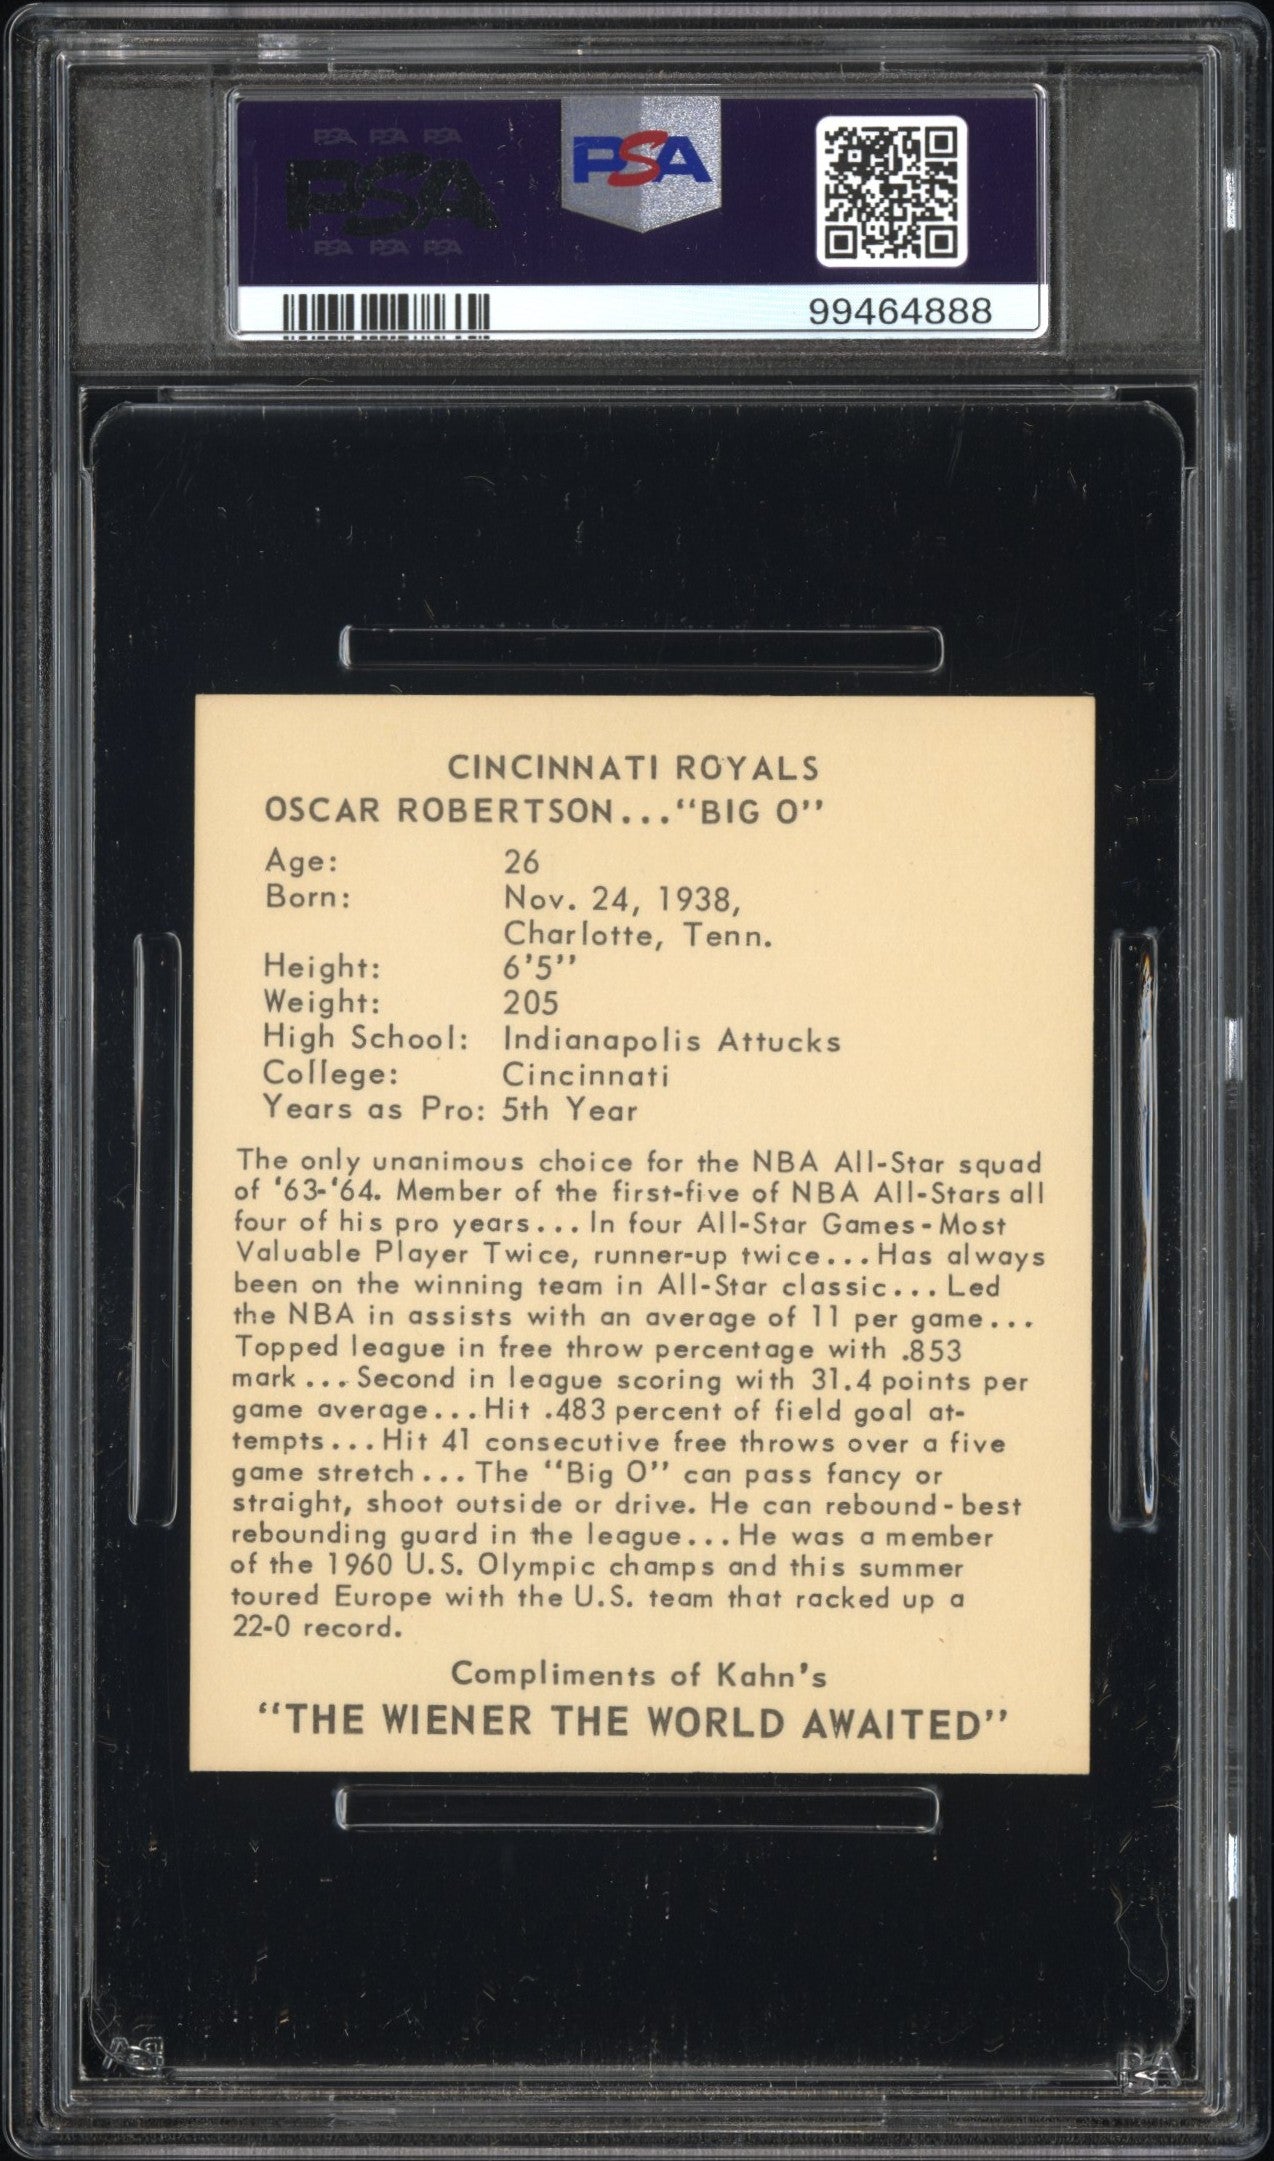 PSA PSA PSA
PSA
PSA PSA PSA
PSA
99464888
CINCINNATI ROYALS
OSCAR ROBERTSON..."BIG O"
Age: 26
Born: Nov. 24, 1938,
Charlotte, Tenn.
Height: 6'5''
Weight: 205
High School: Indianapolis Attucks
College: Cincinnati
Years as Pro: 5th Year
The only unanimous choice for the NBA All-Star squad
of '63-'64. Member of the first-five of NBA All-Stars all
four of his pro years... In four All-Star Games-Most
Valuable Player Twice, runner-up twice...Has always
been on the winning team in All-Star classic... Led
the NBA in assists with an average of 11 per game...
Topped league in free throw percentage with .853
mark... Second in league scoring with 31.4 points per
game average...Hit .483 percent of field goal at-
tempts...Hit 41 consecutive free throws over a five
game stretch... The "Big O" can pass fancy or
straight, shoot outside or drive. He can rebound-best
rebounding guard in the league...He was a member
of the 1960 U.S. Olympic champs and this summer
toured Europe with the U.S. team that racked up a
22-0 record.
Compliments of Kahn's
"THE WIENER THE WORLD AWAITED"
PSA
PSA